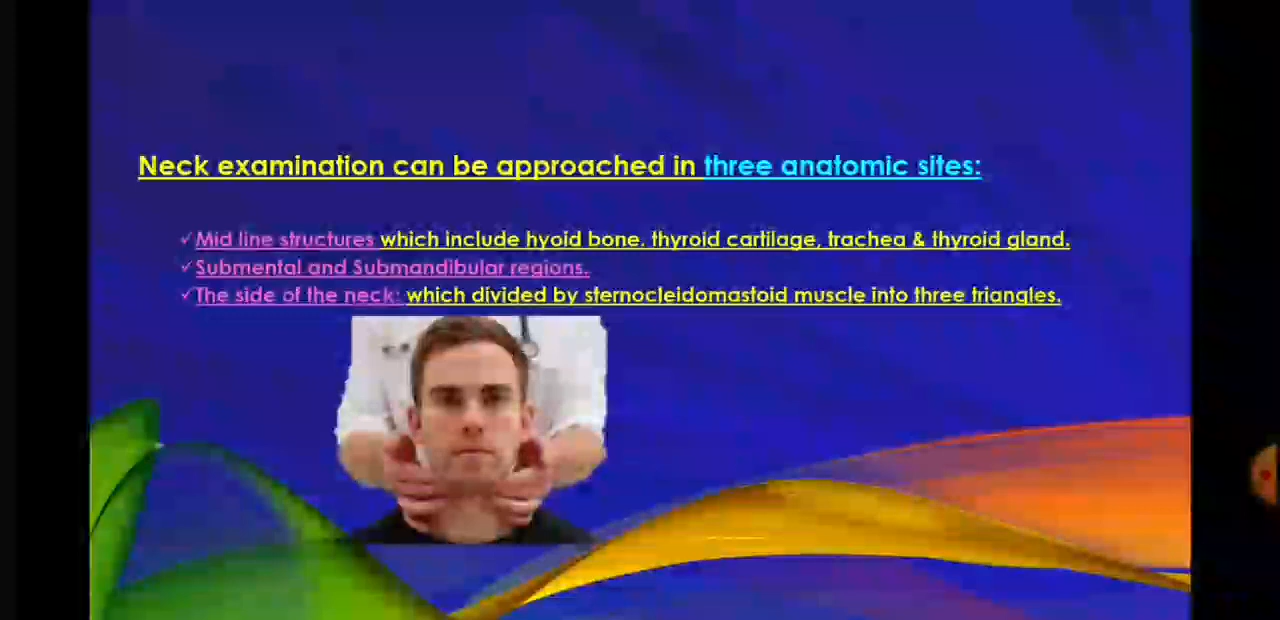 Neck examination can be approached in three anatomic sites:
✓Mid line structures which include hyoid bone, thyroid cartilage, trachea & thyroid gland.
✓Submental and Submandibular regions.
✓The side of the neck: which divided by sternocleidomastoid muscle into three triangles.